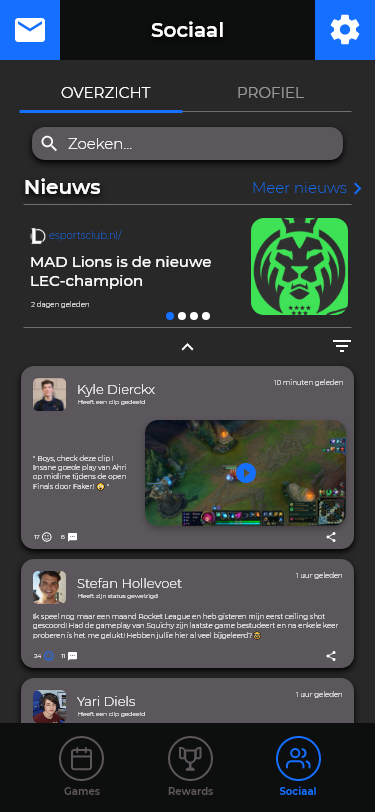 Sociaal
OVERZICHT
PROFIEL
Zoeken...
Nieuws
Meer nieuws
esportsclub.nl/
MAD Lions is de nieuwe
LEC-champion
2 dagen geleden
Kyle Dierckx
10 minuten geleden
Heeft een clip gedeeld
" Boys, check deze clip !
Insane goede play van Ahri
op midline tijdens de open
Finals door Faker! 😲 "
17
6
Stefan Hollevoet
1 uur geleden
Heeft zijn status gewijzigd
Ik speel nog maar een maand Rocket League en heb gisteren mijn eerst ceiling shot
gescoord! Had de gameplay van Squichy zijn laatste game bestudeert en na enkele keer
proberen is het me gelukt! Hebben jullie hier al veel bijgeleerd? 🤓
34
11
Yari Diels
1 uur geleden
Heeft een clip gedeeld
Games
Rewards
Sociaal